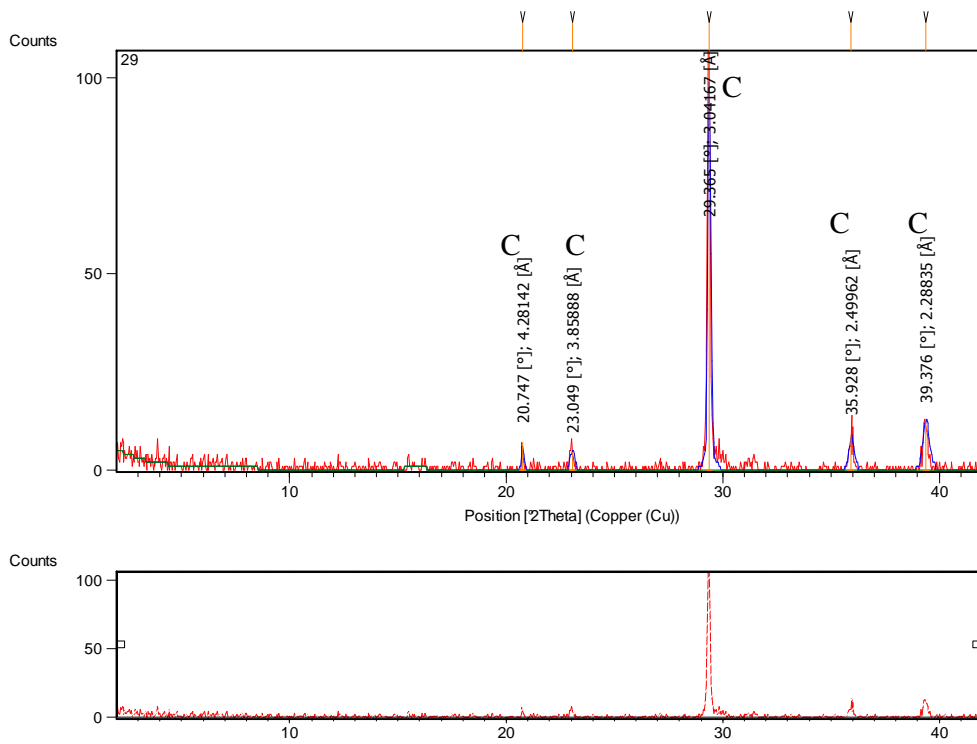 Counts
29
100
50
0
C
20.747 [°]; 4.28142 [Å]
C
23.049 [°]; 3.85888 [Å]
C
29.365 [°]; 3.04167 [Å]
C
35.928 [°]; 2.49962 [Å]
C
39.376 [°]; 2.28835 [Å]
10 20 30 40
Position [°2Theta] (Copper (Cu))
Counts
100
50
0
10 20 30 40